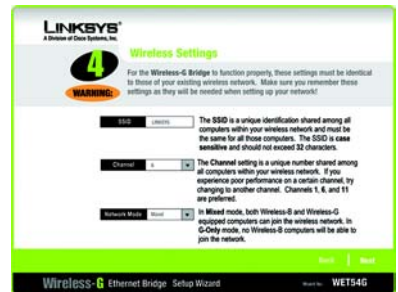 LINKSYS®
A Division of Cisco Systems, Inc.
4
WARNING:
Wireless Settings
For the Wireless-G Bridge to function properly, these settings must be identical
to those of your existing wireless network. Make sure you remember these
settings as they will be needed when setting up your network!
SSID LINKSYS
The SSID is a unique identification shared among all
computers within your wireless network and must be
the same for all those computers. The SSID is case
sensitive and should not exceed 32 characters.
Channel 6
The Channel setting is a unique number shared among
all computers within your wireless network. If you
experience poor performance on a certain channel, try
changing to another channel. Channels 1, 6, and 11
are preferred.
Network Mode Mixed
In Mixed mode, both Wireless-B and Wireless-G
equipped computers can join the wireless network. In
G-Only mode, no Wireless-B computers will be able to
join the network.
Back Next
Wireless-G Ethernet Bridge Setup Wizard Model No. WET54G